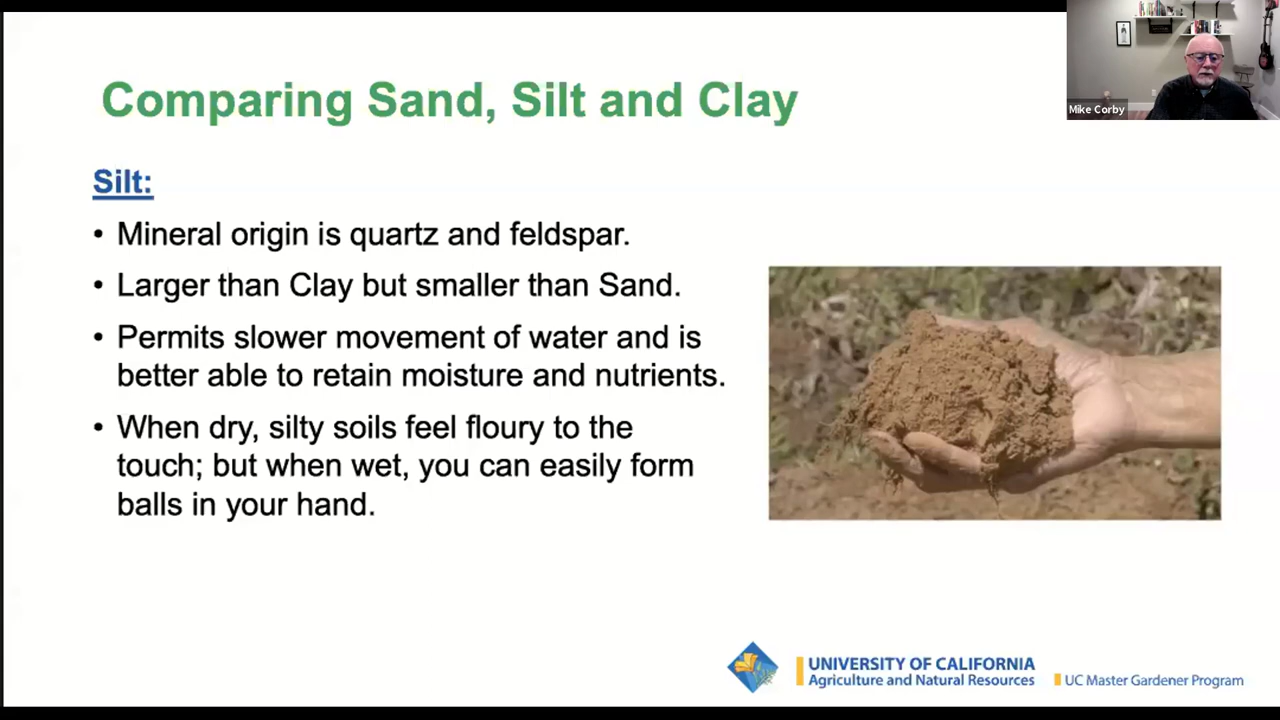 Comparing Sand, Silt and Clay
Mike Corby
Silt:
• Mineral origin is quartz and feldspar.
• Larger than Clay but smaller than Sand.
• Permits slower movement of water and is
better able to retain moisture and nutrients.
• When dry, silty soils feel floury to the
touch; but when wet, you can easily form
balls in your hand.
UNIVERSITY OF CALIFORNIA
Agriculture and Natural Resources
UC Master Gardener Program